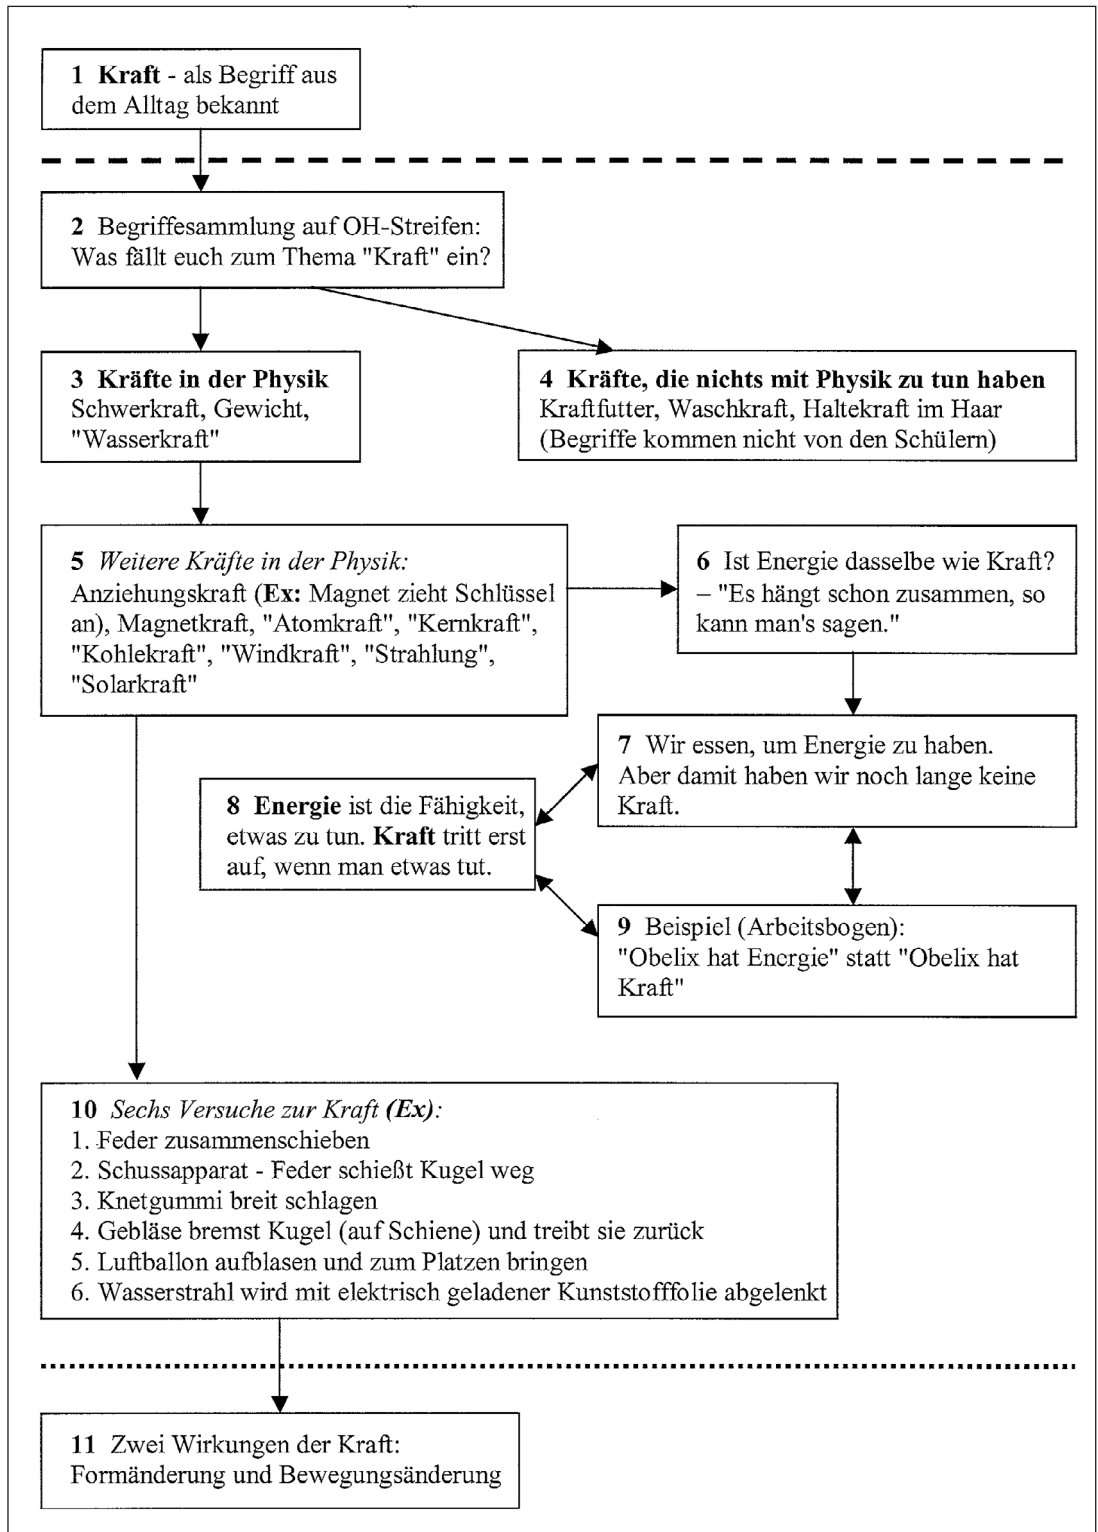 1 Kraft - als Begriff aus
dem Alltag bekannt
2 Begriffesammlung auf OH-Streifen:
Was fällt euch zum Thema "Kraft" ein?
3 Kräfte in der Physik
Schwerkraft, Gewicht,
"Wasserkraft"
4 Kräfte, die nichts mit Physik zu tun haben
Kraftfutter, Waschkraft, Haltekraft im Haar
(Begriffe kommen nicht von den Schülern)
5 Weitere Kräfte in der Physik:
Anziehungskraft (Ex: Magnet zieht Schlüssel
an), Magnetkraft, "Atomkraft", "Kernkraft",
"Kohlekraft", "Windkraft", "Strahlung",
"Solarkraft"
6 Ist Energie dasselbe wie Kraft?
– "Es hängt schon zusammen, so
kann man's sagen."
7 Wir essen, um Energie zu haben.
Aber damit haben wir noch lange keine
Kraft.
8 Energie ist die Fähigkeit,
etwas zu tun. Kraft tritt erst
auf, wenn man etwas tut.
9 Beispiel (Arbeitsbogen):
"Obelix hat Energie" statt "Obelix hat
Kraft"
10 Sechs Versuche zur Kraft (Ex):
1. Feder zusammenschieben
2. Schussapparat - Feder schießt Kugel weg
3. Knetgummi breit schlagen
4. Gebläse bremst Kugel (auf Schiene) und treibt sie zurück
5. Luftballon aufblasen und zum Platzen bringen
6. Wasserstrahl wird mit elektrisch geladener Kunststofffolie abgelenkt
11 Zwei Wirkungen der Kraft:
Formänderung und Bewegungsänderung